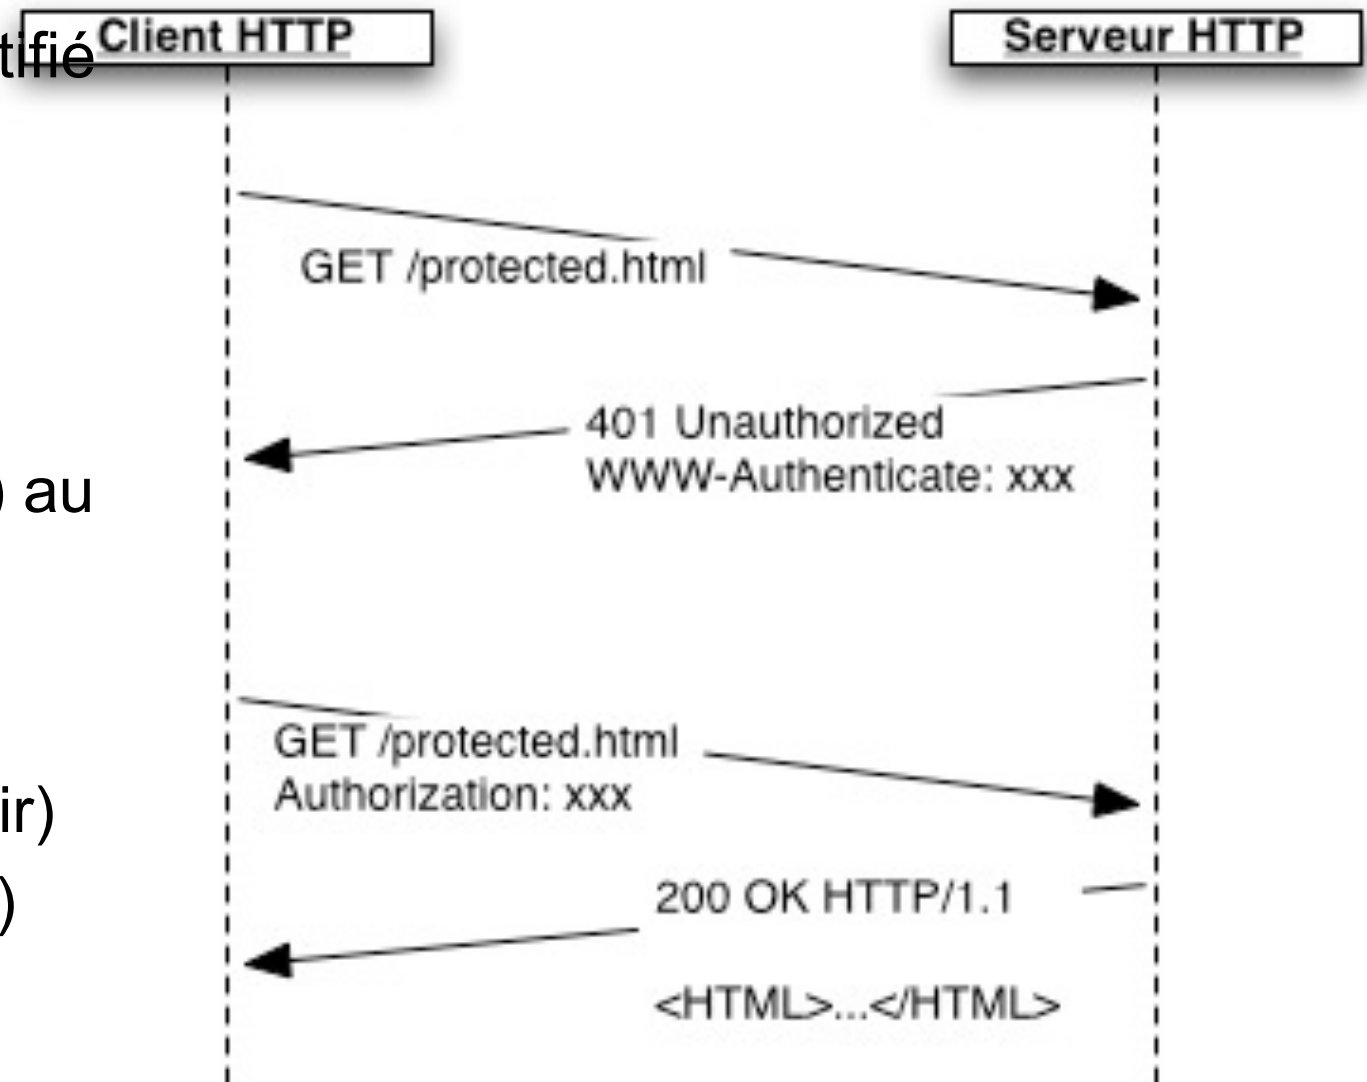 tifié
Client HTTP
Serveur HTTP
GET /protected.html
401 Unauthorized
WWW-Authenticate: xxx
) au
GET /protected.html
Authorization: xxx
ir)
)
200 OK HTTP/1.1
<HTML>...</HTML>